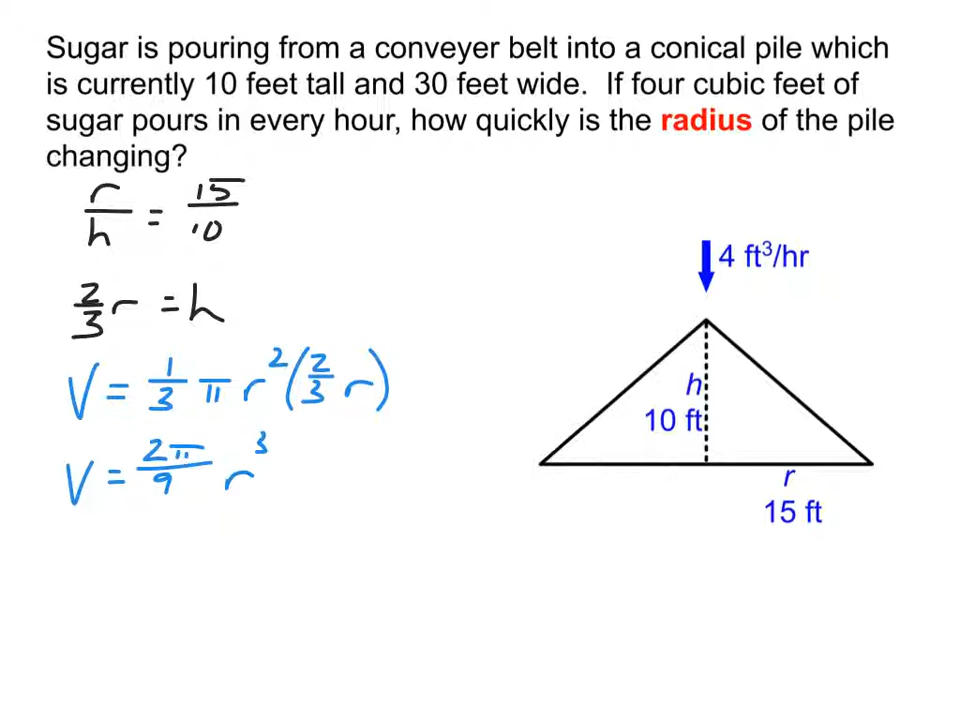 Sugar is pouring from a conveyer belt into a conical pile which
is currently 10 feet tall and 30 feet wide.  If four cubic feet of
sugar pours in every hour, how quickly is the radius of the pile
changing?
r/h = 15/10
2/3 r = h
V = 1/3 π r² (2/3 r)
V = 2π/9 r³
4 ft³/hr
h
10 ft
r
15 ft